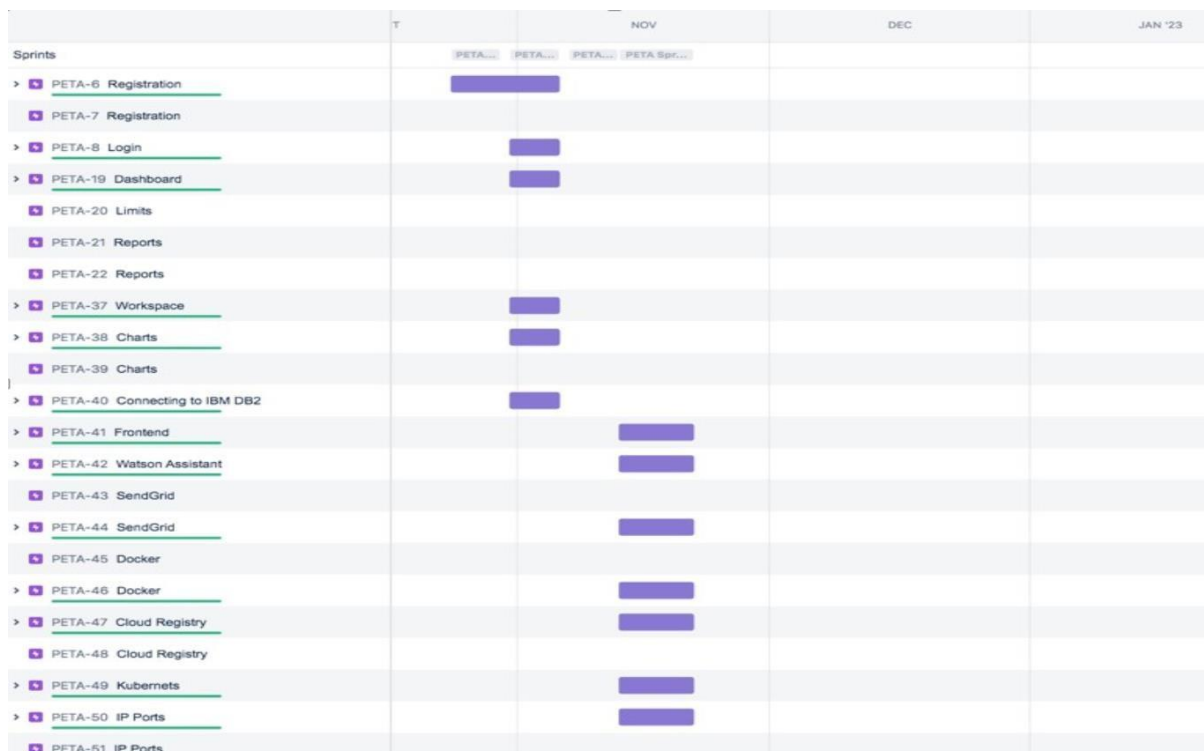 T NOV DEC JAN '23
Sprints PETA... PETA... PETA... PETA Spr...
PETA-6 Registration
PETA-7 Registration
PETA-8 Login
PETA-19 Dashboard
PETA-20 Limits
PETA-21 Reports
PETA-22 Reports
PETA-37 Workspace
PETA-38 Charts
PETA-39 Charts
PETA-40 Connecting to IBM DB2
PETA-41 Frontend
PETA-42 Watson Assistant
PETA-43 SendGrid
PETA-44 SendGrid
PETA-45 Docker
PETA-46 Docker
PETA-47 Cloud Registry
PETA-48 Cloud Registry
PETA-49 Kubernets
PETA-50 IP Ports
PETA-51 IP Ports